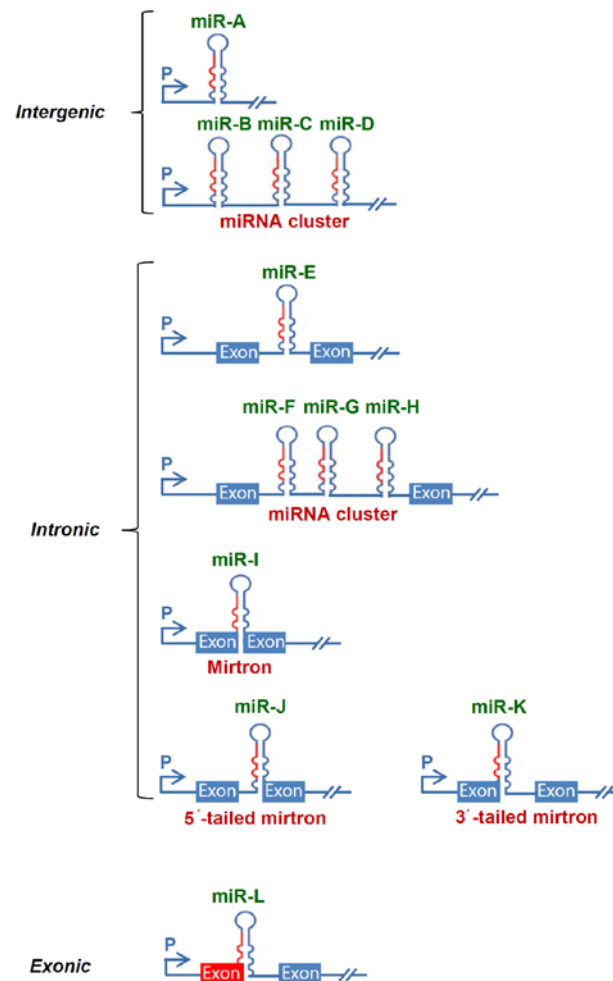 miR-A
P
Intergenic
miR-B miR-C miR-D
P
miRNA cluster
miR-E
P
Exon Exon
miR-F miR-G miR-H
P
Exon Exon
miRNA cluster
Intronic
miR-I
P
Exon Exon
Mirtron
miR-J miR-K
P P
Exon Exon Exon Exon
5´-tailed mirtron 3´-tailed mirtron
miR-L
P
Exonic Exon Exon